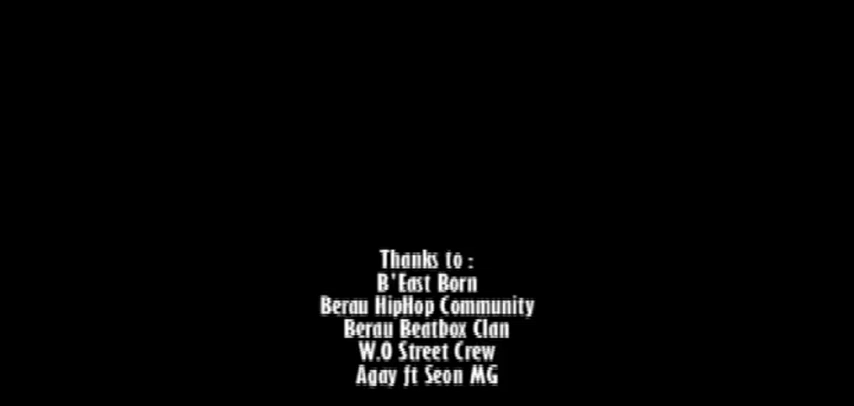 Thanks to :
B'East Born
Berau HipHop Community
Berau Beatbox Clan
W.O Street Crew
Agay ft Seon MG